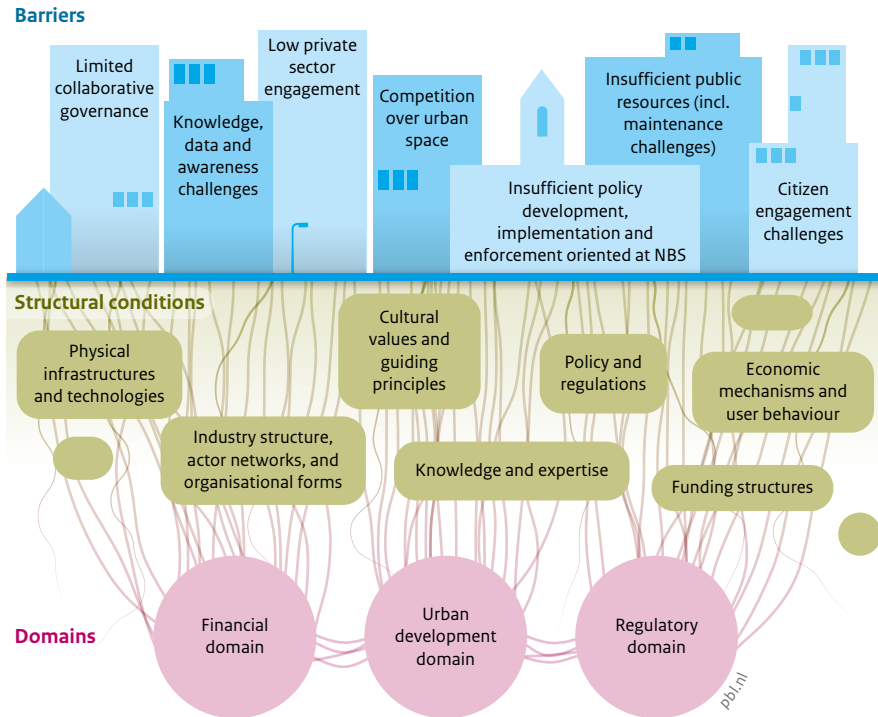 Barriers
Limited
collaborative
governance
Knowledge,
data and
awareness
challenges
Low private
sector
engagement
Competition
over urban
space
Insufficient policy
development,
implementation and
enforcement oriented at NBS
Insufficient public
resources (incl.
maintenance
challenges)
Citizen
engagement
challenges
Structural conditions
Physical
infrastructures
and technologies
Industry structure,
actor networks, and
organisational forms
Cultural
values and
guiding
principles
Knowledge and expertise
Policy and
regulations
Economic
mechanisms and
user behaviour
Funding structures
Domains
Financial
domain
Urban
development
domain
Regulatory
domain
pbl.nl